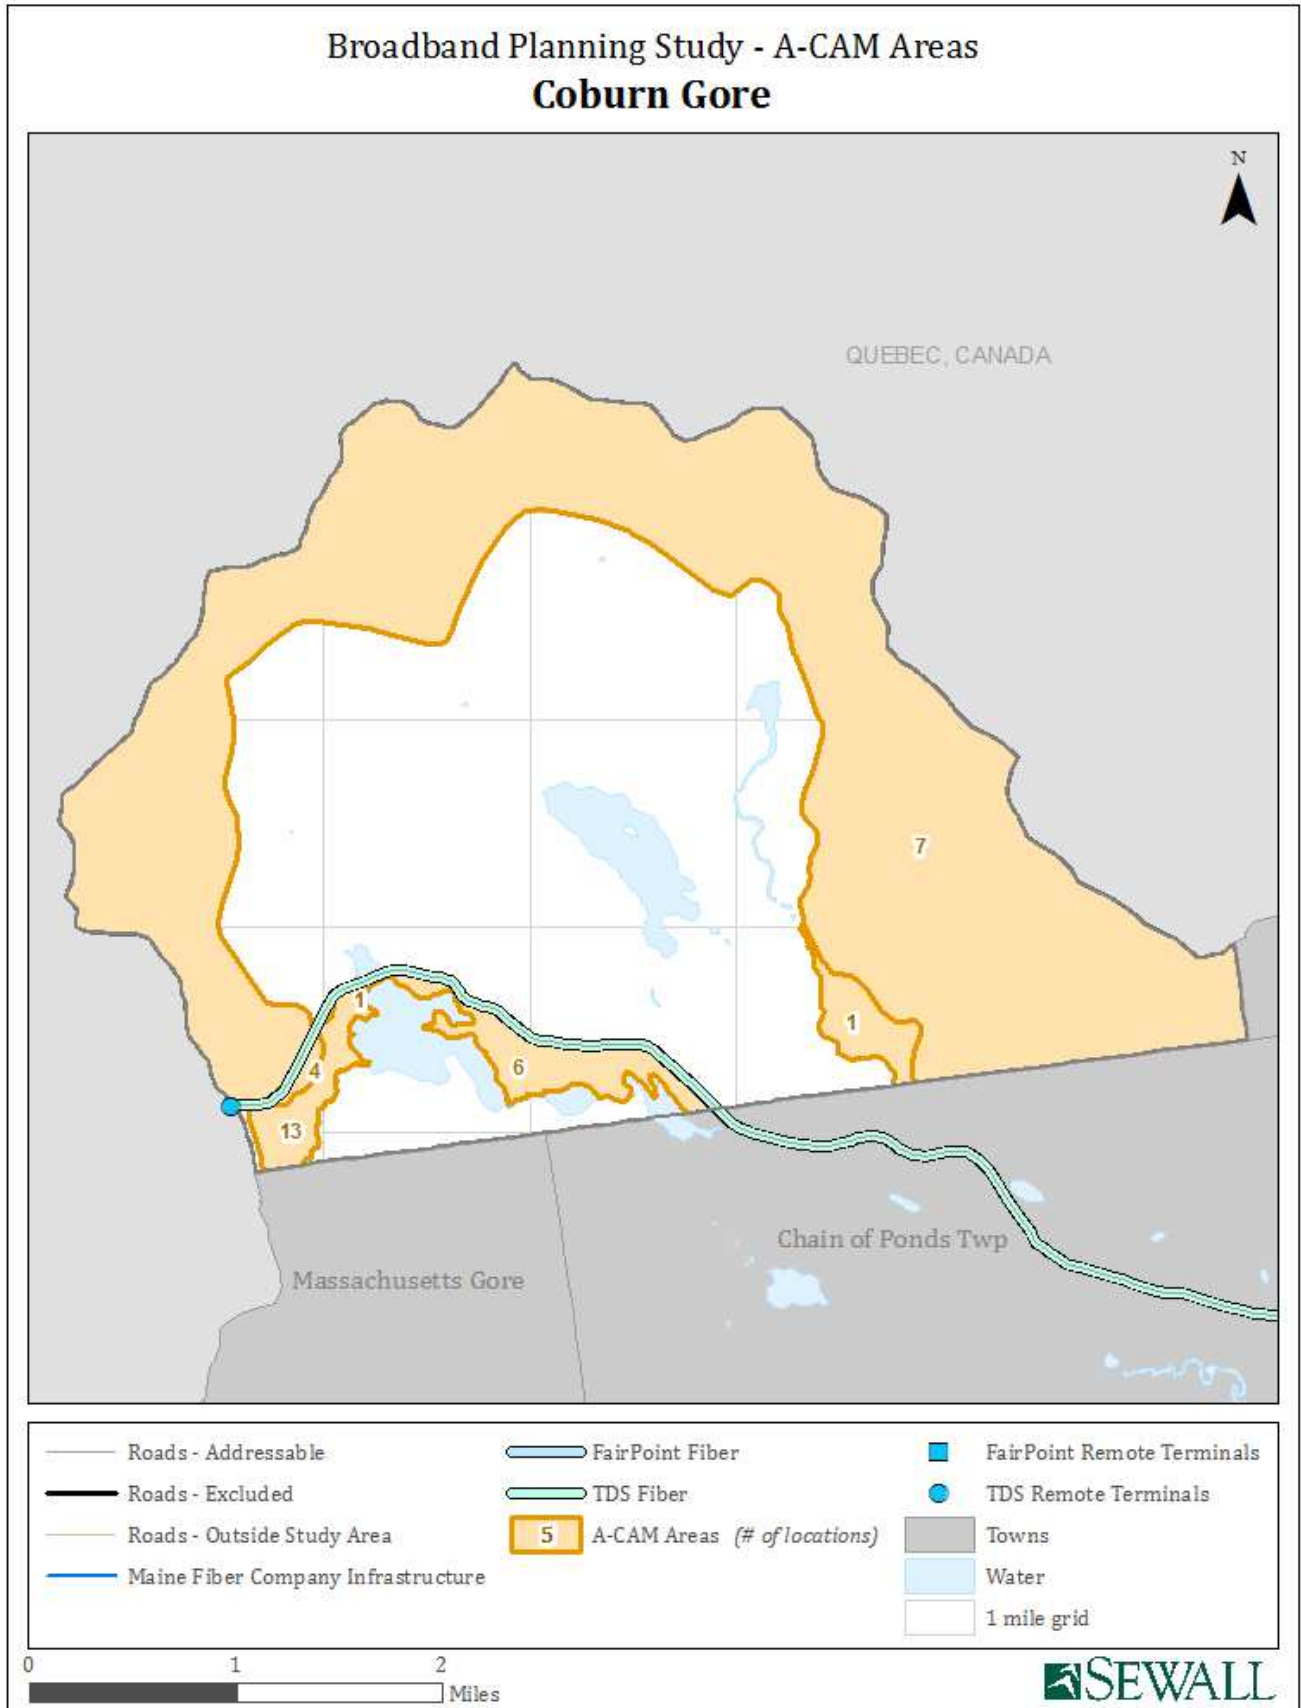 Broadband Planning Study - A-CAM Areas
Coburn Gore
N
QUEBEC, CANADA
7
1
1
4
6
13
Chain of Ponds Twp
Massachusetts Gore
Roads - Addressable
Roads - Excluded
Roads - Outside Study Area
Maine Fiber Company Infrastructure
FairPoint Fiber
TDS Fiber
5 A-CAM Areas (# of locations)
FairPoint Remote Terminals
TDS Remote Terminals
Towns
Water
1 mile grid
0 1 2
Miles
SEWALL